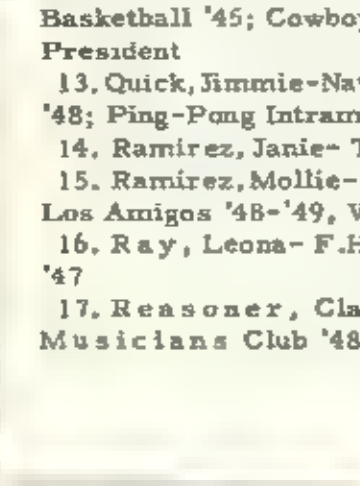 Basketball '45; Cowboy
President
13. Quick, Jimmie-Na
'48; Ping-Pong Intram
14. Ramirez, Janie-
15. Ramirez, Mollie-
Los Amigos '48-'49, V
16. Ray, Leona- F.H
'47
17. Reasoner, Cla
Musicians Club '48